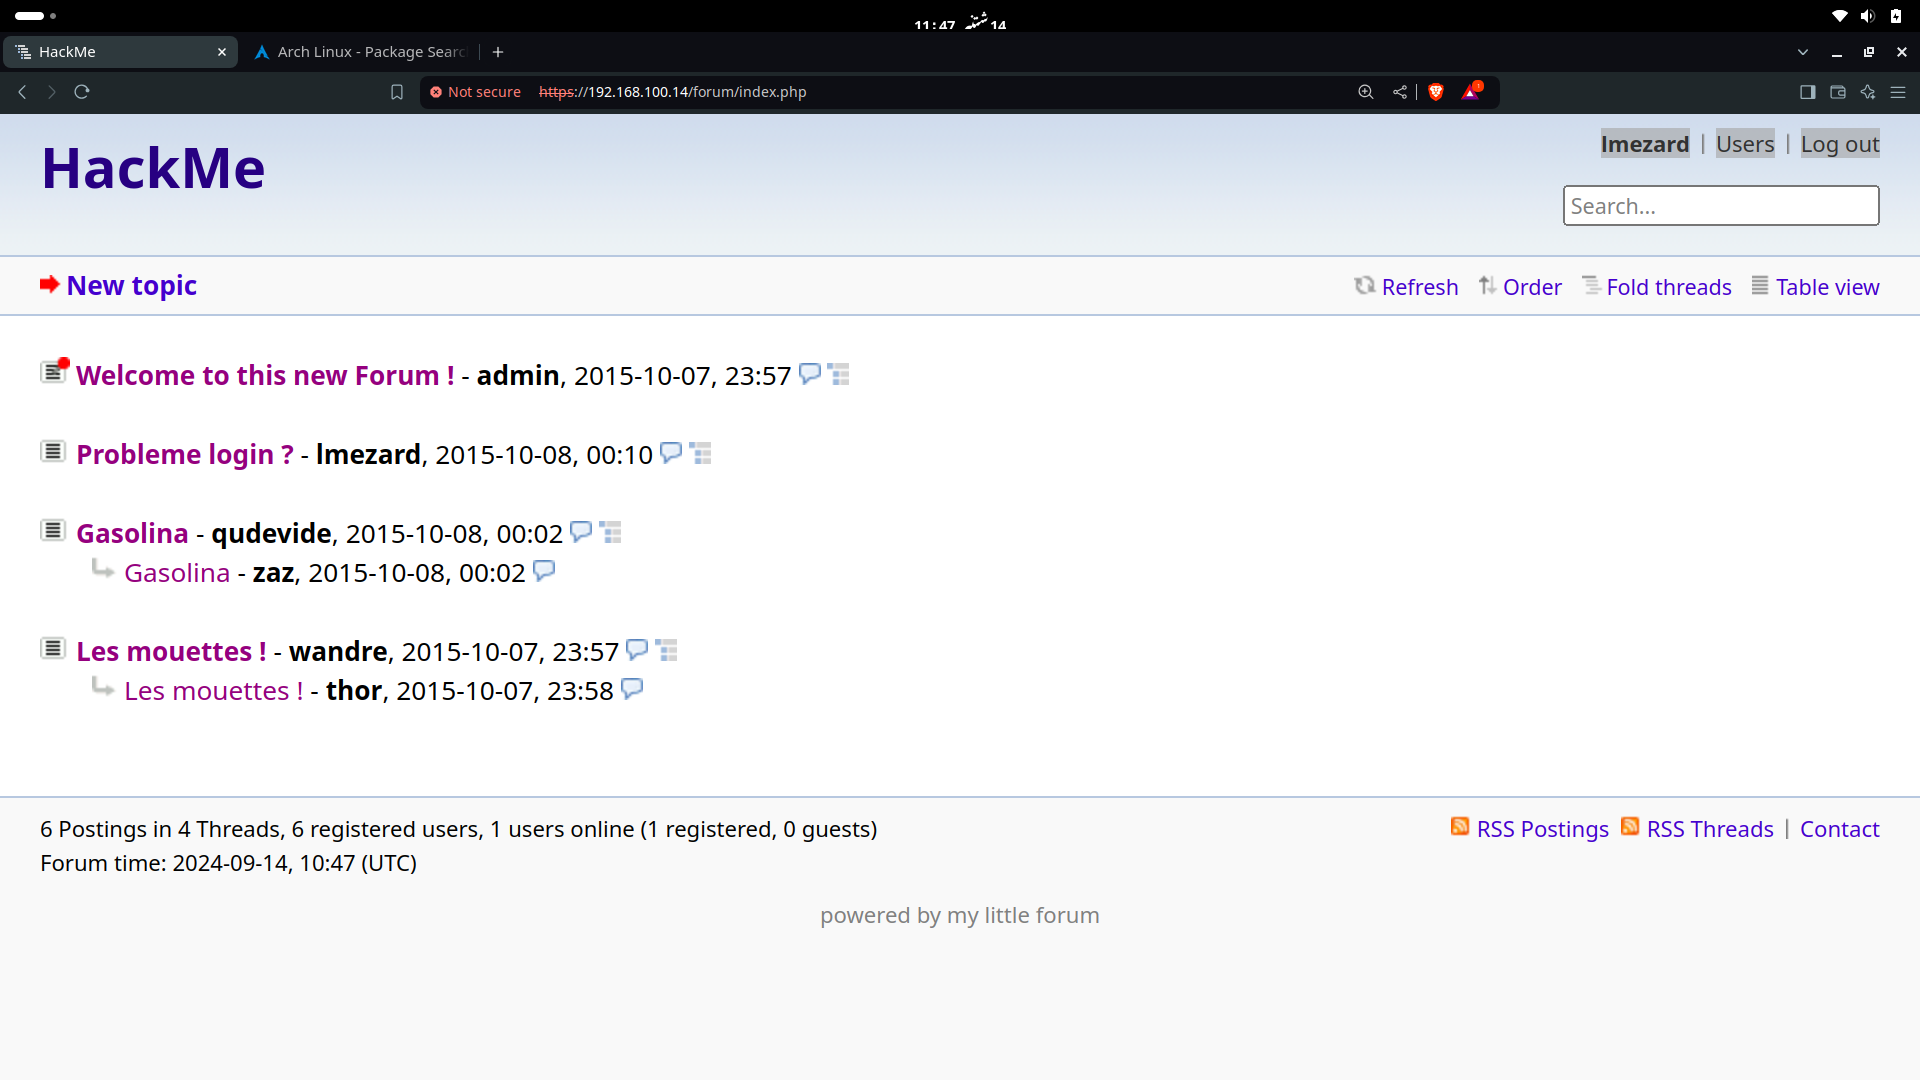 11:47 14
HackMe
Arch Linux - Package Searc
Not secure https://192.168.100.14/forum/index.php
HackMe
lmezard | Users | Log out
Search...
New topic
Refresh Order Fold threads Table view
Welcome to this new Forum ! - admin, 2015-10-07, 23:57
Probleme login ? - lmezard, 2015-10-08, 00:10
Gasolina - qudevide, 2015-10-08, 00:02
Gasolina - zaz, 2015-10-08, 00:02
Les mouettes ! - wandre, 2015-10-07, 23:57
Les mouettes ! - thor, 2015-10-07, 23:58
6 Postings in 4 Threads, 6 registered users, 1 users online (1 registered, 0 guests)
Forum time: 2024-09-14, 10:47 (UTC)
RSS Postings RSS Threads | Contact
powered by my little forum